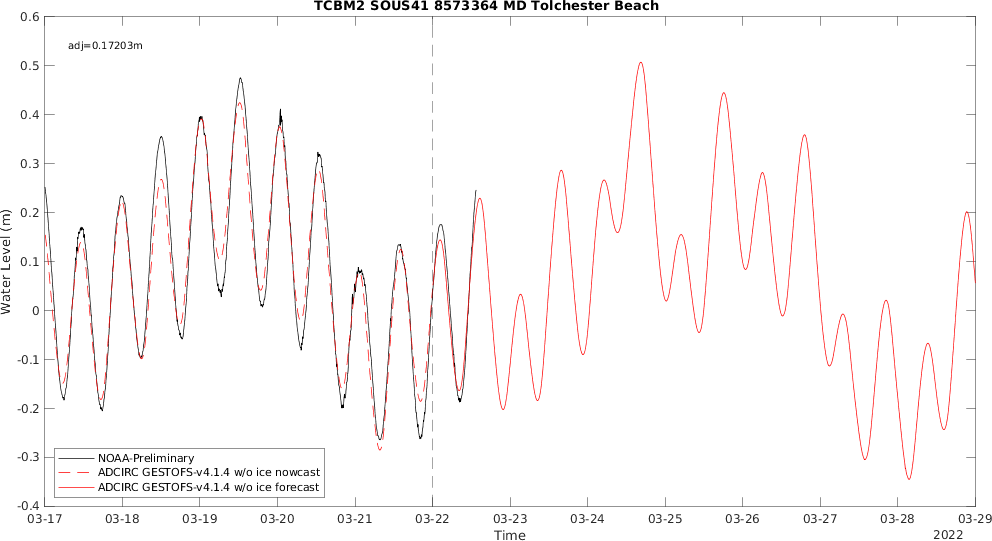 TCBM2 SOUS41 8573364 MD Tolchester Beach
adj=0.17203m
Water Level (m)
0.6
0.5
0.4
0.3
0.2
0.1
0
-0.1
-0.2
-0.3
-0.4
NOAA-Preliminary
ADCIRC GESTOFS-v4.1.4 w/o ice nowcast
ADCIRC GESTOFS-v4.1.4 w/o ice forecast
03-17 03-18 03-19 03-20 03-21 03-22 03-23 03-24 03-25 03-26 03-27 03-28 03-29
Time
2022